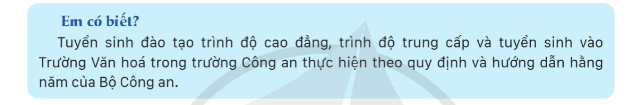 Em có biết?
Tuyển sinh đào tạo trình độ cao đẳng, trình độ trung cấp và tuyển sinh vào
Trường Văn hoá trong trường Công an thực hiện theo quy định và hướng dẫn hằng
năm của Bộ Công an.